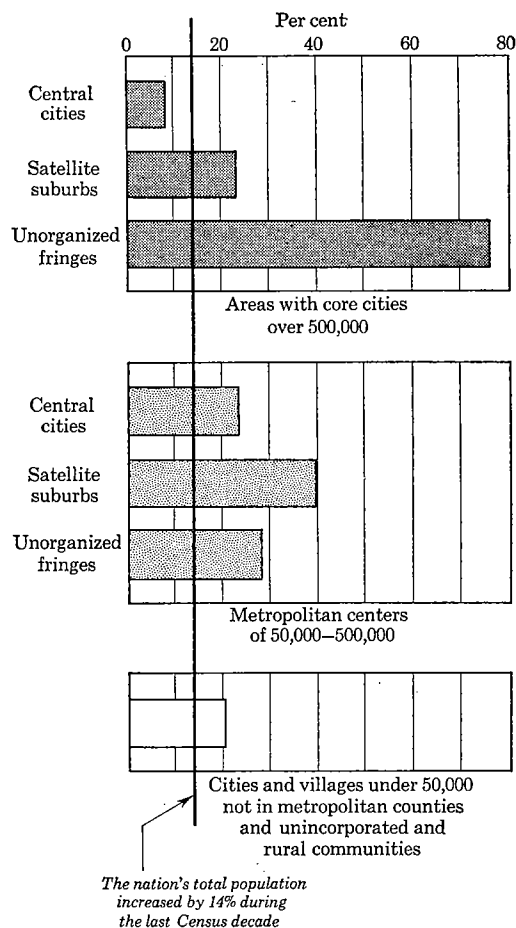 Per cent
0 20 40 60 80
Central
cities
Satellite
suburbs
Unorganized
fringes
Areas with core cities
over 500,000
Central
cities
Satellite
suburbs
Unorganized
fringes
Metropolitan centers
of 50,000–500,000
Cities and villages under 50,000
not in metropolitan counties
and unincorporated and
rural communities
The nation's total population
increased by 14% during
the last Census decade